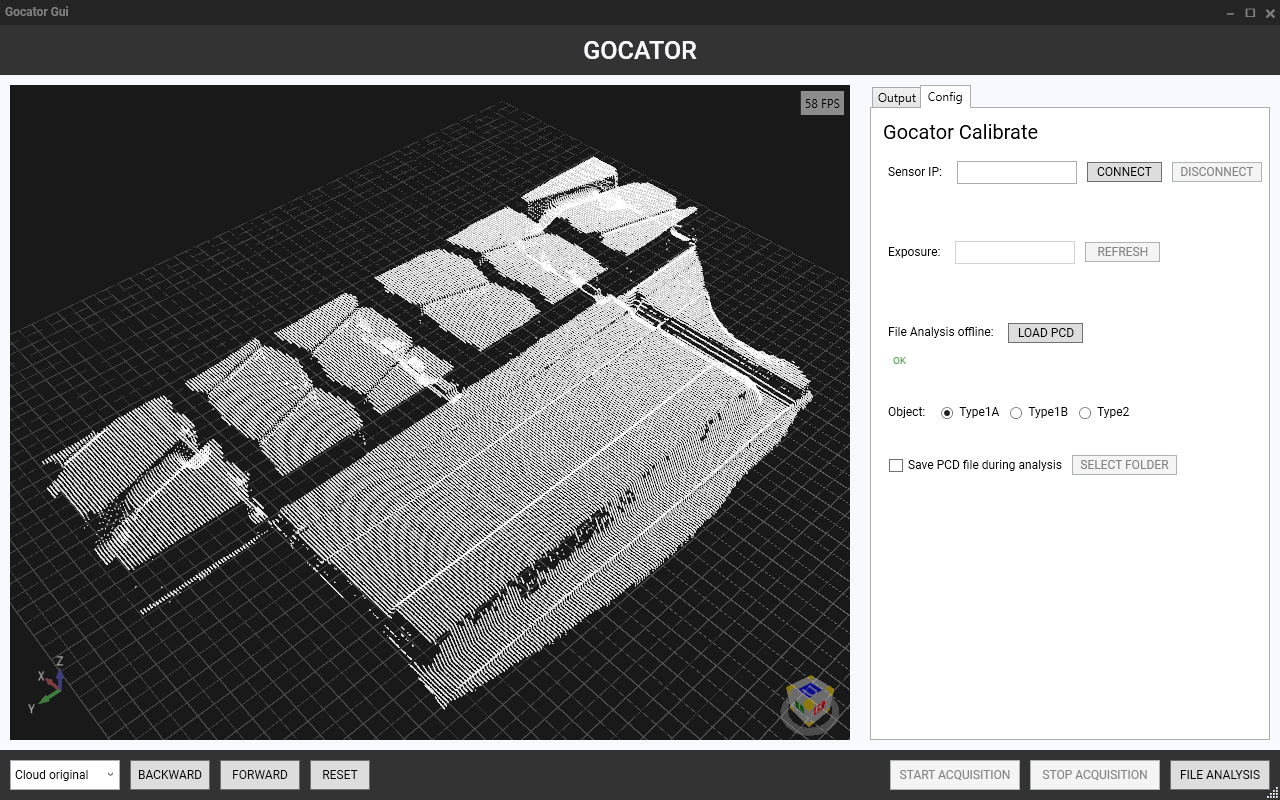 Gocator Gui
GOCATOR
58 FPS
Output Config
Gocator Calibrate
Sensor IP: CONNECT DISCONNECT
Exposure: REFRESH
File Analysis offline: LOAD PCD
OK
Object: Type1A Type1B Type2
Save PCD file during analysis SELECT FOLDER
Z
X
Y
Cloud original BACKWARD FORWARD RESET START ACQUISITION STOP ACQUISITION FILE ANALYSIS